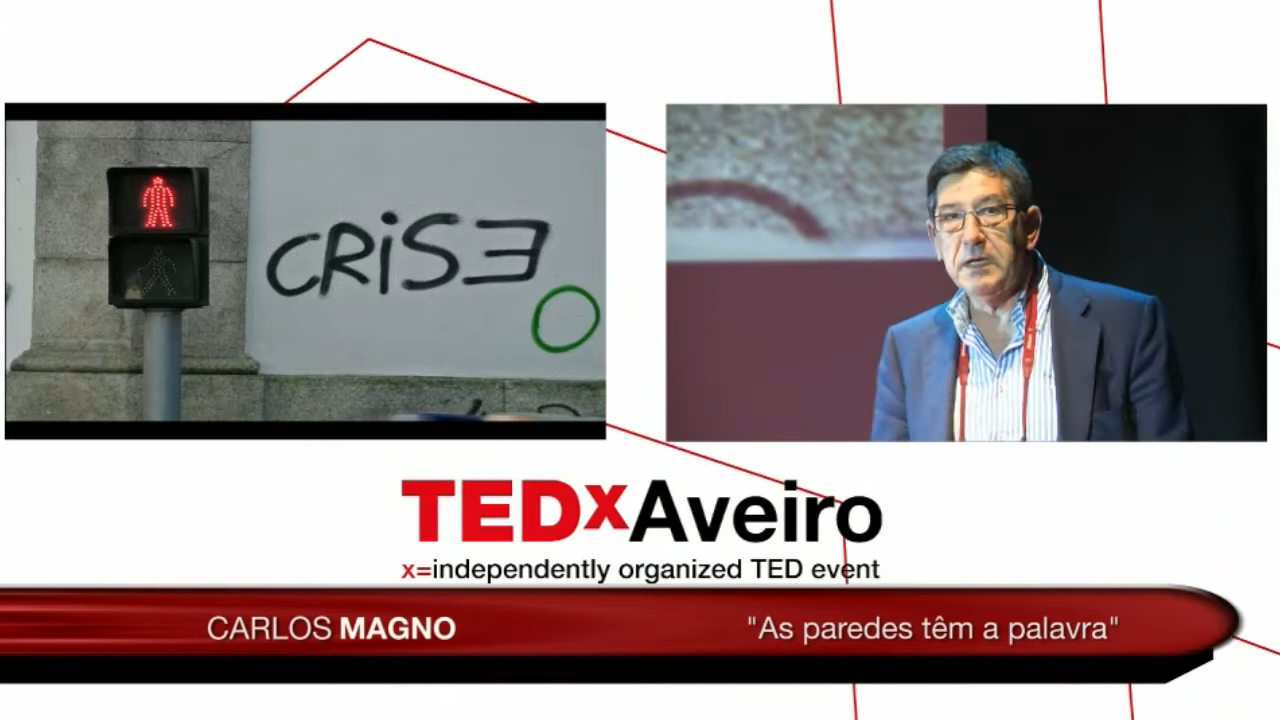 CRiSE
TEDxAveiro
x=independently organized TED event
CARLOS MAGNO
"As paredes têm a palavra"